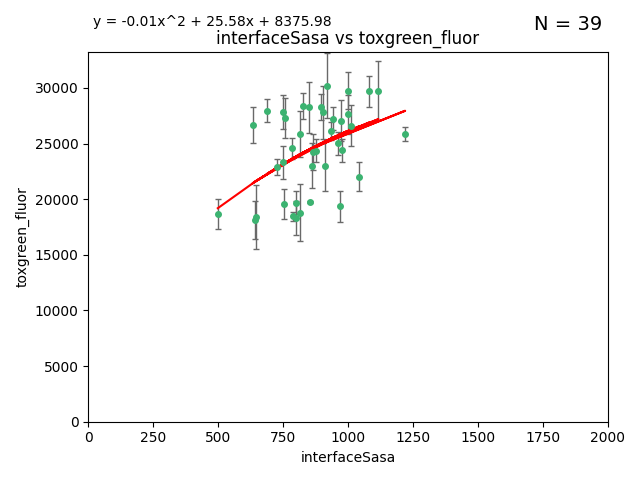 y = -0.01x^2 + 25.58x + 8375.98
N = 39
interfaceSasa vs toxgreen_fluor
30000
25000
20000
15000
10000
5000
0
toxgreen_fluor
0 250 500 750 1000 1250 1500 1750 2000
interfaceSasa